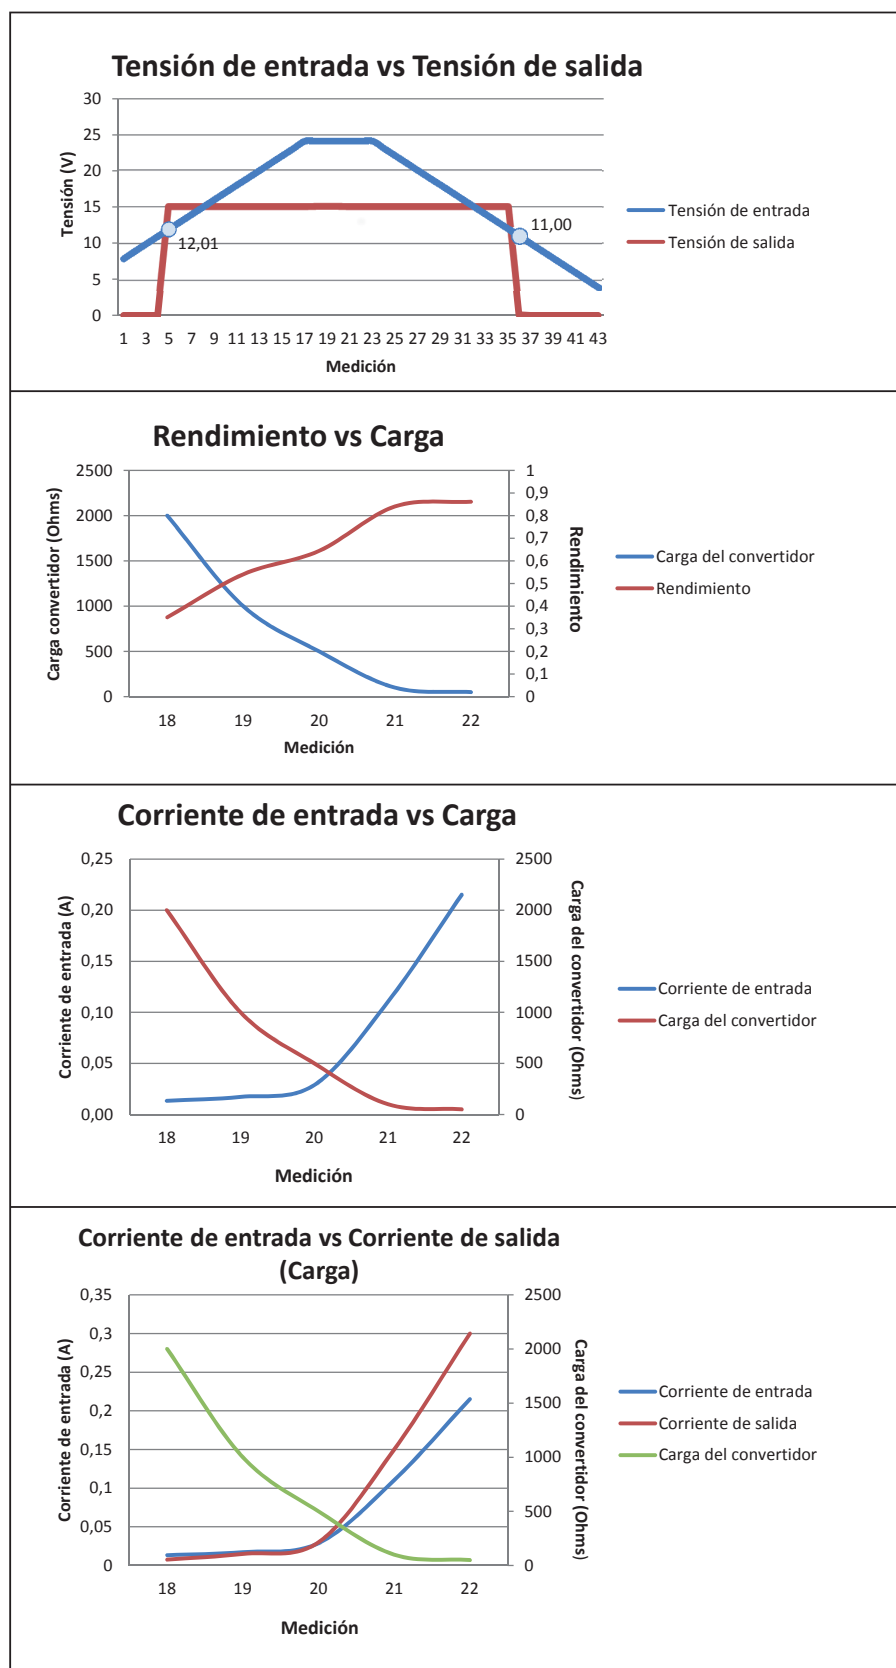 Tensión de entrada vs Tensión de salida
30
25
20
15
10
5
0
Tensión (V)
12,01
11,00
1 3 5 7 9 11 13 15 17 19 21 23 25 27 29 31 33 35 37 39 41 43
Medición
Tensión de entrada
Tensión de salida
Rendimiento vs Carga
2500
2000
1500
1000
500
0
Carga convertidor (Ohms)
1
0,9
0,8
0,7
0,6
0,5
0,4
0,3
0,2
0,1
0
Rendimiento
18 19 20 21 22
Medición
Carga del convertidor
Rendimiento
Corriente de entrada vs Carga
0,25
0,20
0,15
0,10
0,05
0,00
Corriente de entrada (A)
2500
2000
1500
1000
500
0
Carga del
convertidor (Ohms)
18 19 20 21 22
Medición
Corriente de entrada
Carga del convertidor
Corriente de entrada vs Corriente de salida
(Carga)
0,35
0,3
0,25
0,2
0,15
0,1
0,05
0
Corriente de entrada (A)
2500
2000
1500
1000
500
0
Carga del
convertidor (Ohms)
18 19 20 21 22
Medición
Corriente de entrada
Corriente de salida
Carga del convertidor